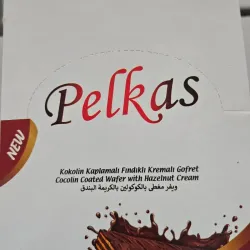 Pelkas
NEW
Kokolin Kaplamalı Fındıklı Kremalı Gofret
Cocolin Coated Wafer with Hazelnut Cream
ويفر مغطى بالكوكولين بالكريمة البندق